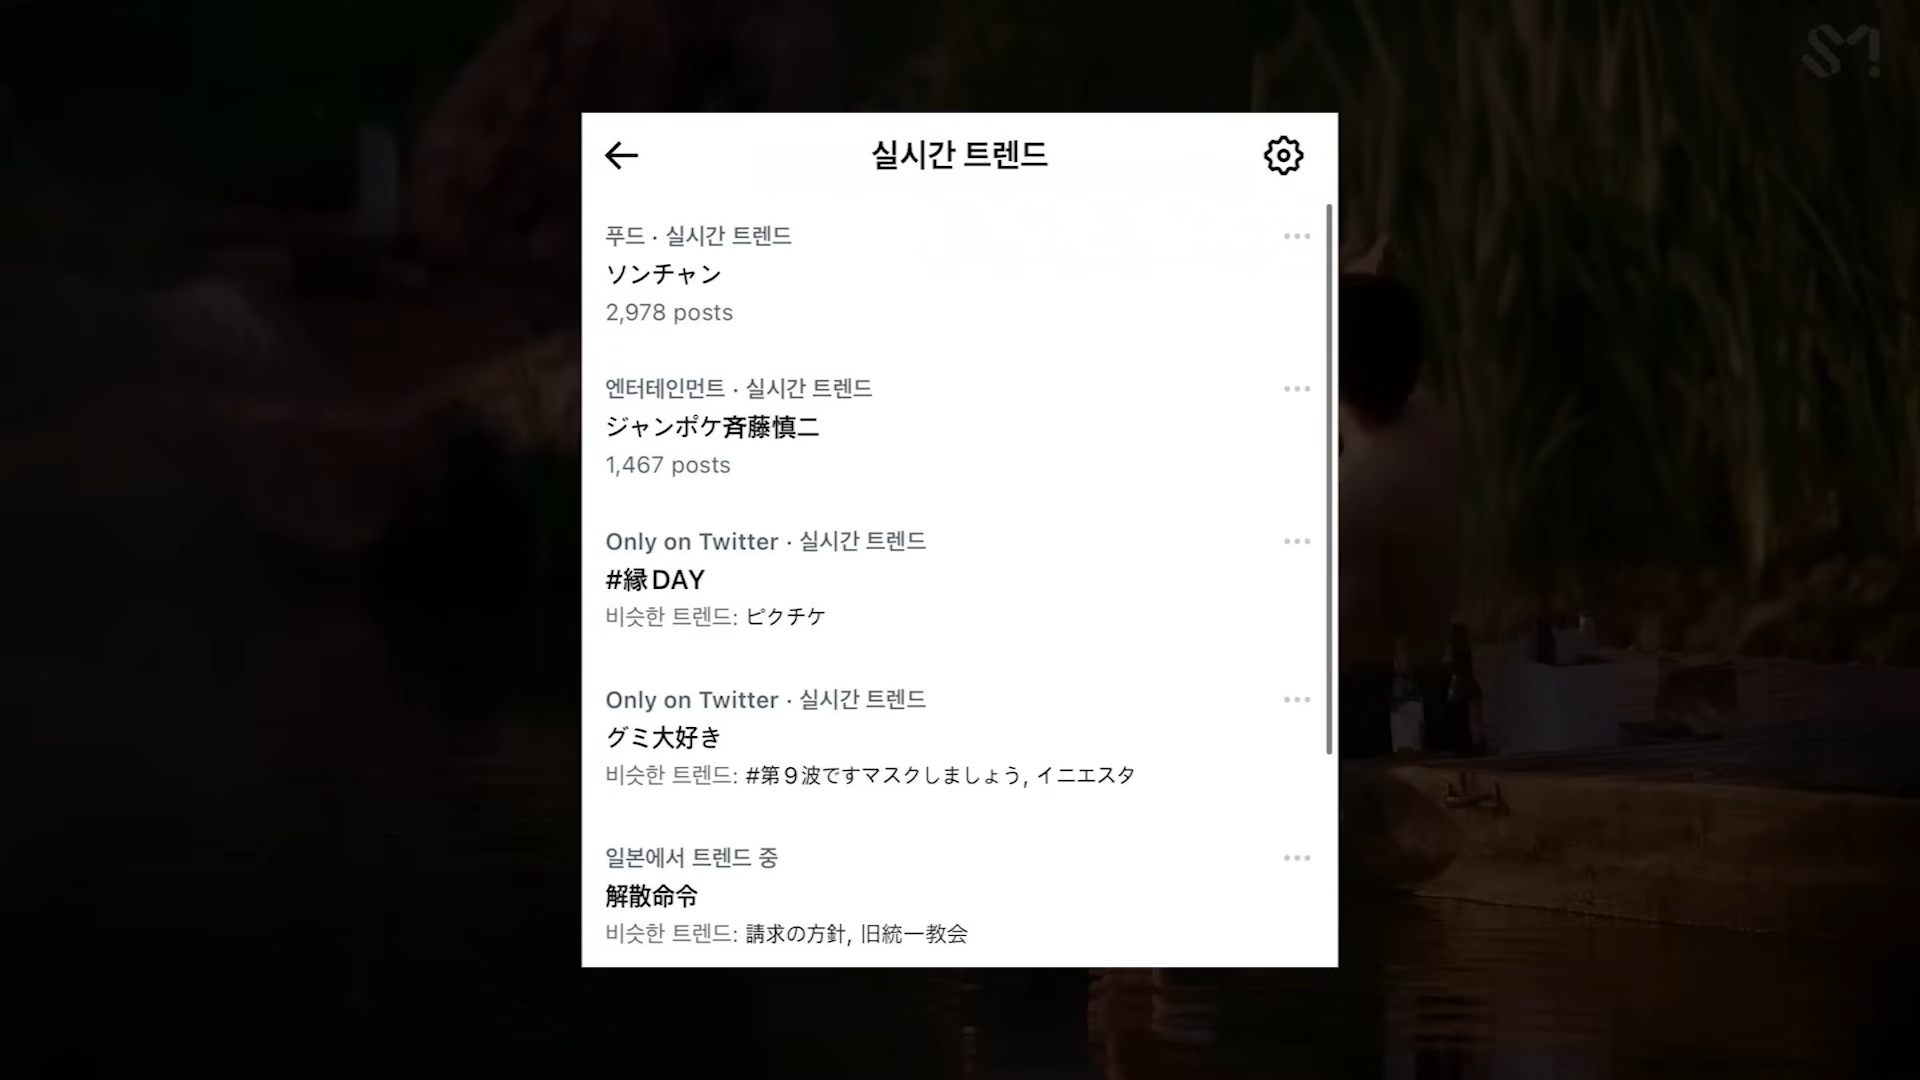 SM!
실시간 트렌드
푸드 · 실시간 트렌드
ソンチャン
2,978 posts
엔터테인먼트 · 실시간 트렌드
ジャンポケ斉藤慎二
1,467 posts
Only on Twitter · 실시간 트렌드
#縁DAY
비슷한 트렌드: ピクチケ
Only on Twitter · 실시간 트렌드
グミ大好き
비슷한 트렌드: #第9波ですマスクしましょう, イニエスタ
일본에서 트렌드 중
解散命令
비슷한 트렌드: 請求の方針, 旧統一教会